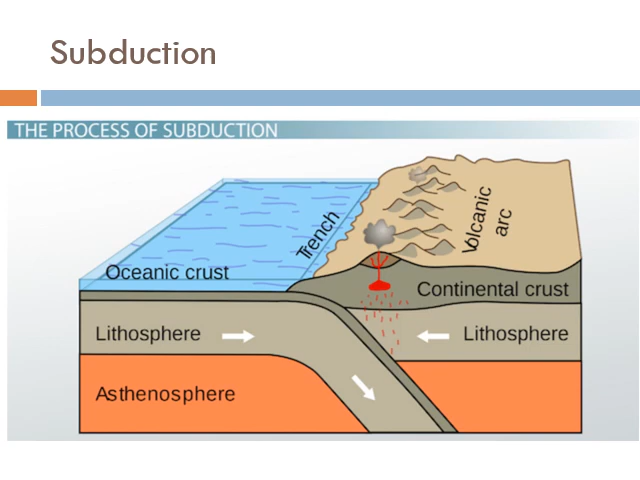 Subduction
THE PROCESS OF SUBDUCTION
Trench
Volcanic
arc
Oceanic crust
Continental crust
Lithosphere
Lithosphere
Asthenosphere